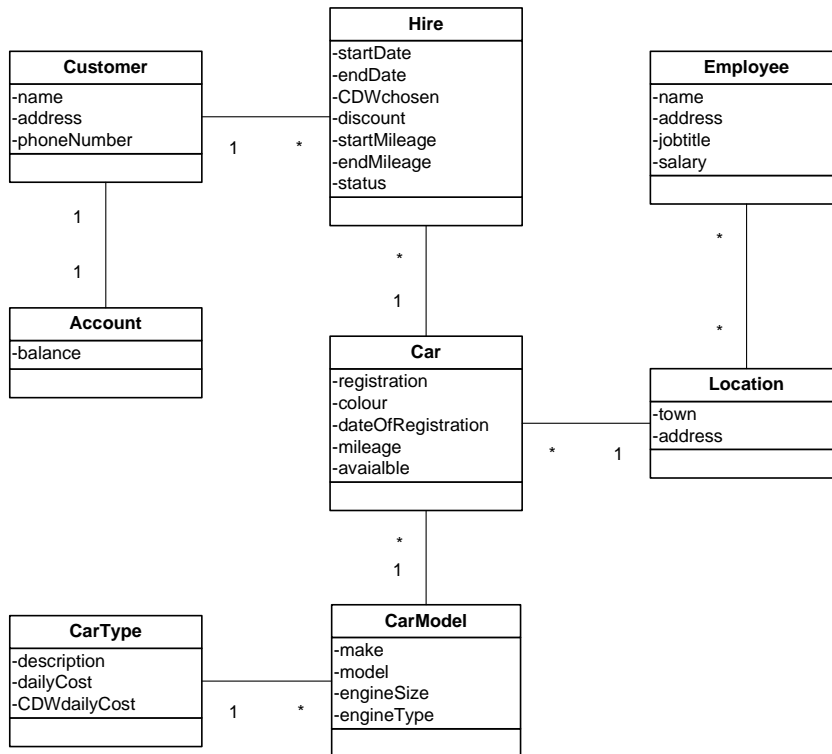 Hire
-startDate
-endDate
-CDWchosen
-discount
-startMileage
-endMileage
-status
Customer
-name
-address
-phoneNumber
1
*
Employee
-name
-address
-jobtitle
-salary
1
1
*
1
*
*
Account
-balance
Car
-registration
-colour
-dateOfRegistration
-mileage
-avaialble
*
1
Location
-town
-address
*
1
CarType
-description
-dailyCost
-CDWdailyCost
1
*
CarModel
-make
-model
-engineSize
-engineType